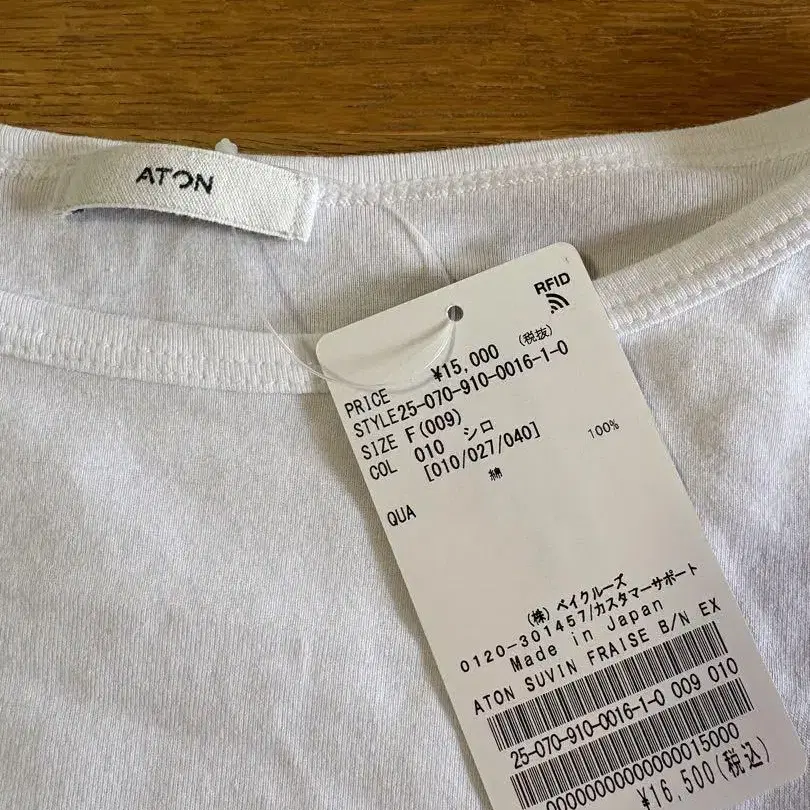 ATON
RFID
PRICE ¥15,000 (税抜)
STYLE 25-070-910-0016-1-0
SIZE F(009)
COL 010 シロ
[010/027/040]
QUA 綿 100%
(株) ベイクルーズ
0120-301457/カスタマーサポート
Made in Japan
ATON SUVIN FRAISE B/N EX
25-070-910-0016-1-0 009 010
¥16,500(税込)